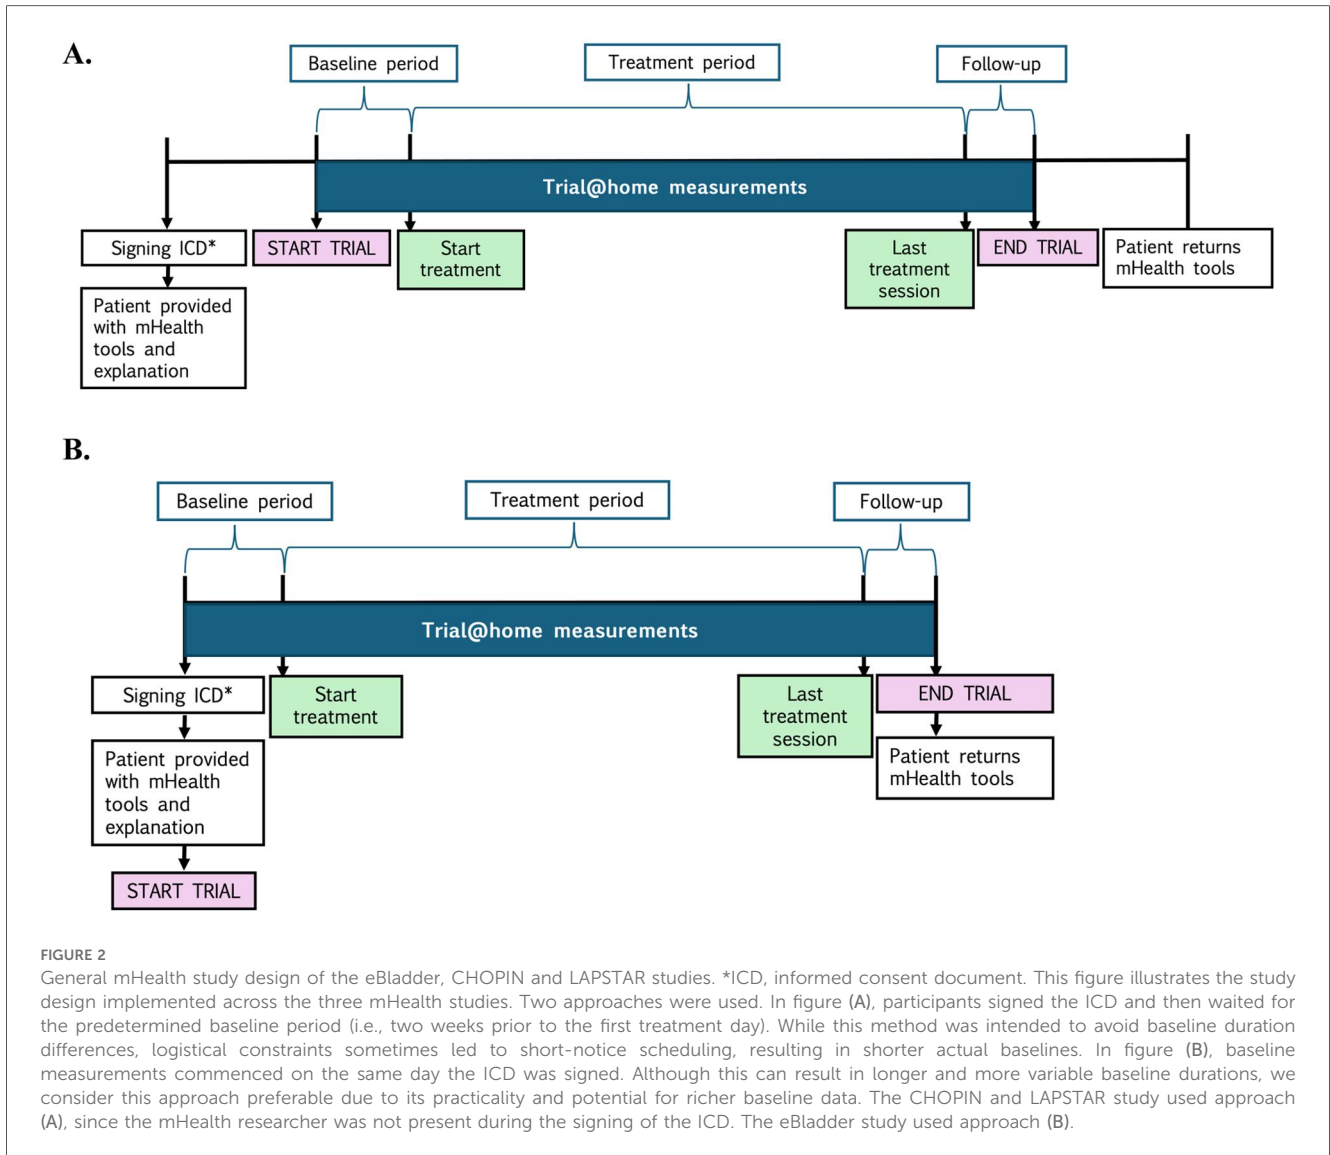 A.
Baseline period
Treatment period
Follow-up
Trial@home measurements
Signing ICD*
START TRIAL
Start
treatment
Last
treatment
session
END TRIAL
Patient returns
mHealth tools
Patient provided
with mHealth
tools and
explanation
B.
Baseline period
Treatment period
Follow-up
Trial@home measurements
Signing ICD*
Start
treatment
Last
treatment
session
END TRIAL
Patient provided
with mHealth
tools and
explanation
Patient returns
mHealth tools
START TRIAL
FIGURE 2
General mHealth study design of the eBladder, CHOPIN and LAPSTAR studies. *ICD, informed consent document. This figure illustrates the study
design implemented across the three mHealth studies. Two approaches were used. In figure (A), participants signed the ICD and then waited for
the predetermined baseline period (i.e., two weeks prior to the first treatment day). While this method was intended to avoid baseline duration
differences, logistical constraints sometimes led to short-notice scheduling, resulting in shorter actual baselines. In figure (B), baseline
measurements commenced on the same day the ICD was signed. Although this can result in longer and more variable baseline durations, we
consider this approach preferable due to its practicality and potential for richer baseline data. The CHOPIN and LAPSTAR study used approach
(A), since the mHealth researcher was not present during the signing of the ICD. The eBladder study used approach (B).